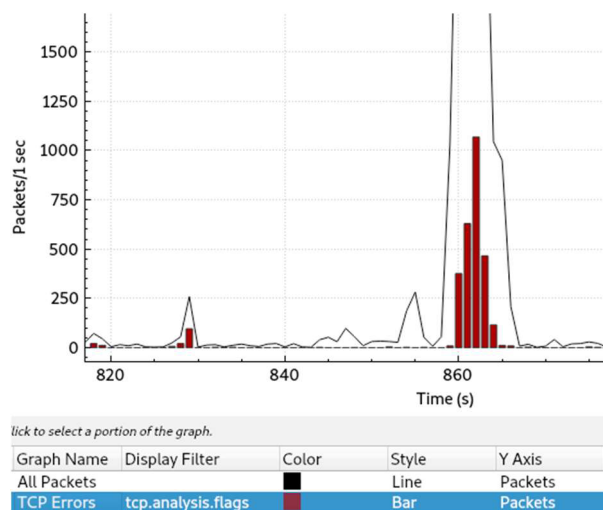 1500
1250
1000
Packets/1 sec
750
500
250
0
820 840 860
Time (s)
lick to select a portion of the graph.
Graph Name Display Filter Color Style Y Axis
All Packets Line Packets
TCP Errors tcp.analysis.flags Bar Packets